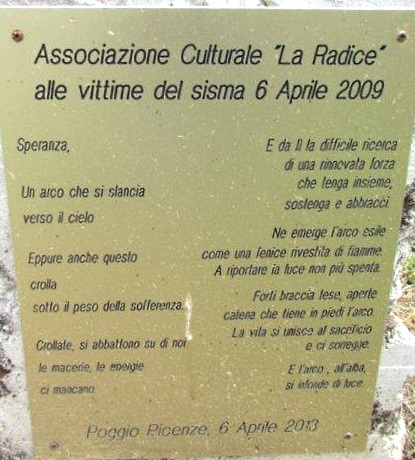 Associazione Culturale "La Radice"
alle vittime del sisma 6 Aprile 2009
Speranza,
Un arco che si slancia
verso il cielo
Eppure anche questo
crolla
sotto il peso della sofferenza.
Crollate, si abbattono su di noi
le macerie, le energie
ci mancano.
E da lì la difficile ricerca
di una rinnovata forza
che tenga insieme,
sostenga e abbracci.
Ne emerge l'arco esile
come una fenice rivestita di fiamme.
A riportare la luce non più spenta.
Forti braccia tese, aperte
catena che tiene in piedi l'arco.
La vita si unisce al sacrificio
e ci sorregge.
E l'arco, all'alba,
si infonde di luce.
Poggio Picenze, 6 Aprile 2013